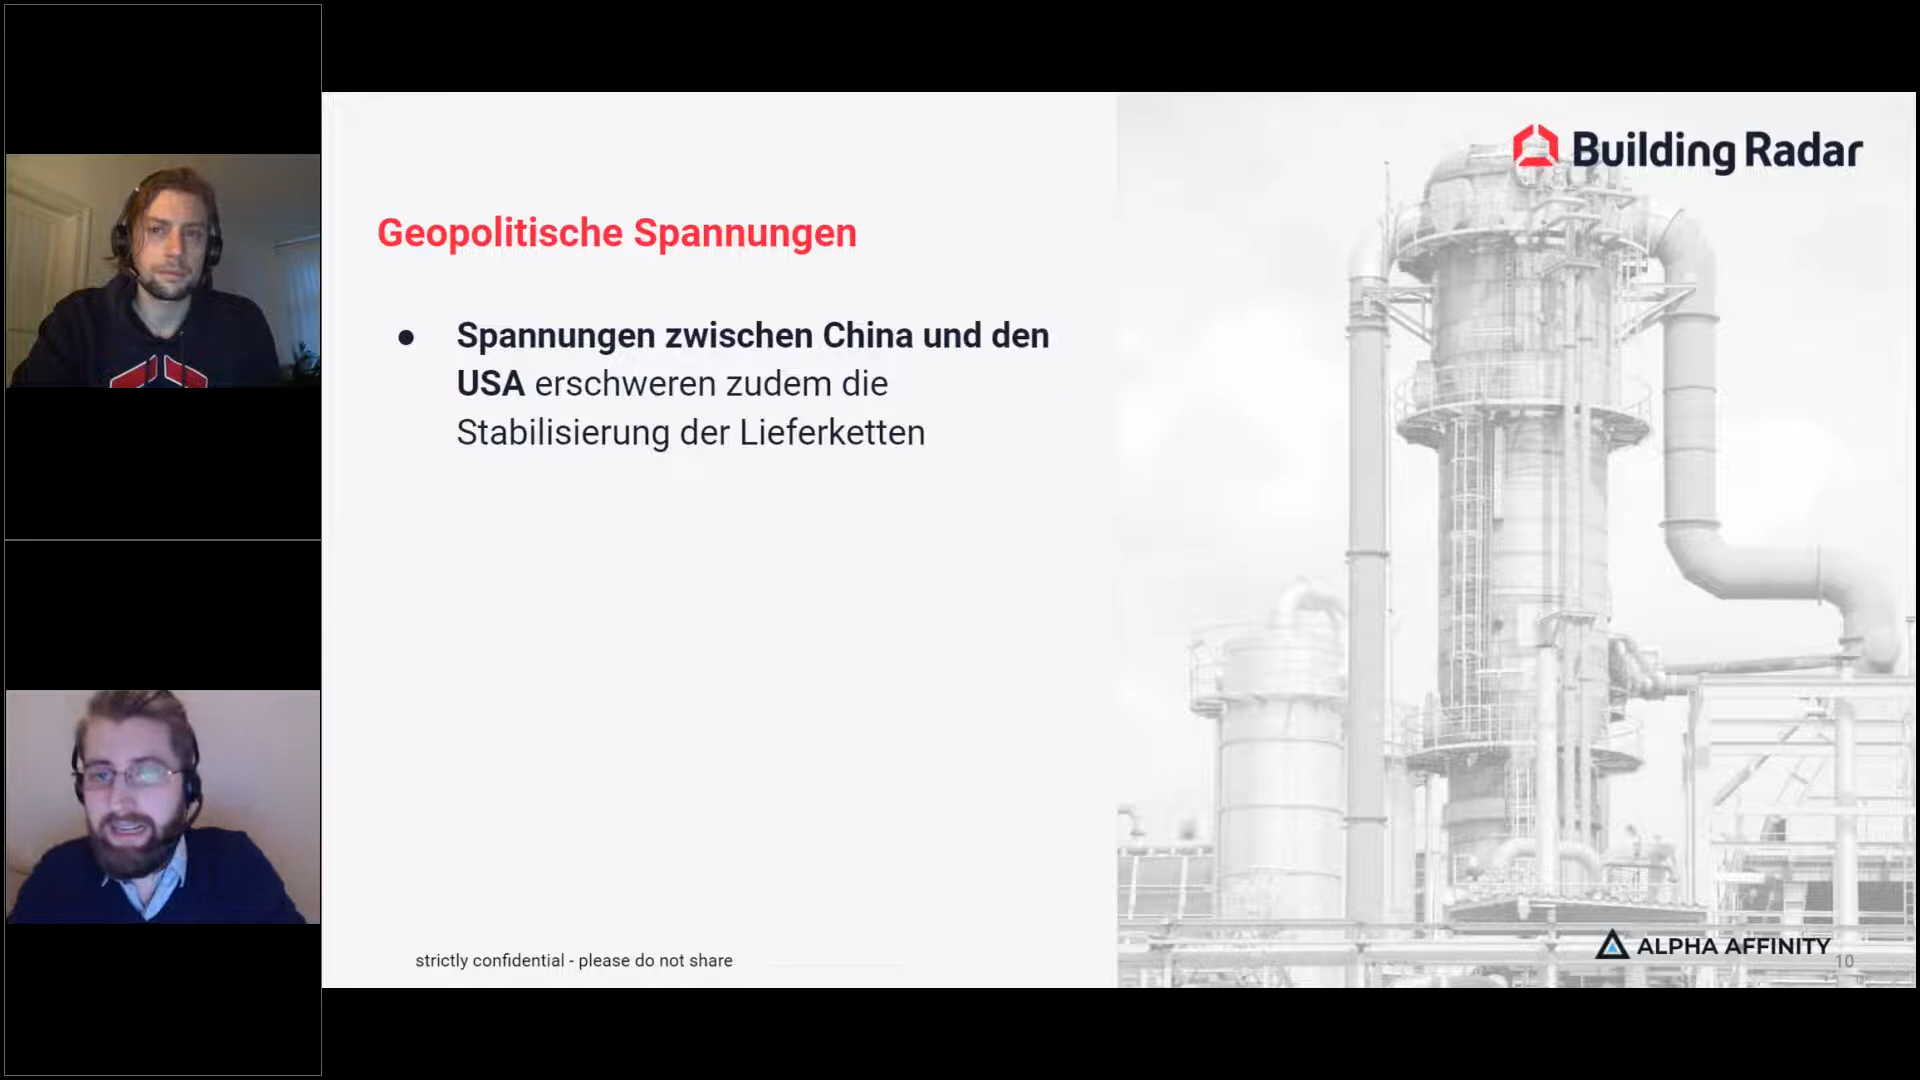 Building Radar
Geopolitische Spannungen
● Spannungen zwischen China und den
USA erschweren zudem die
Stabilisierung der Lieferketten
strictly confidential - please do not share
ALPHA AFFINITY
10